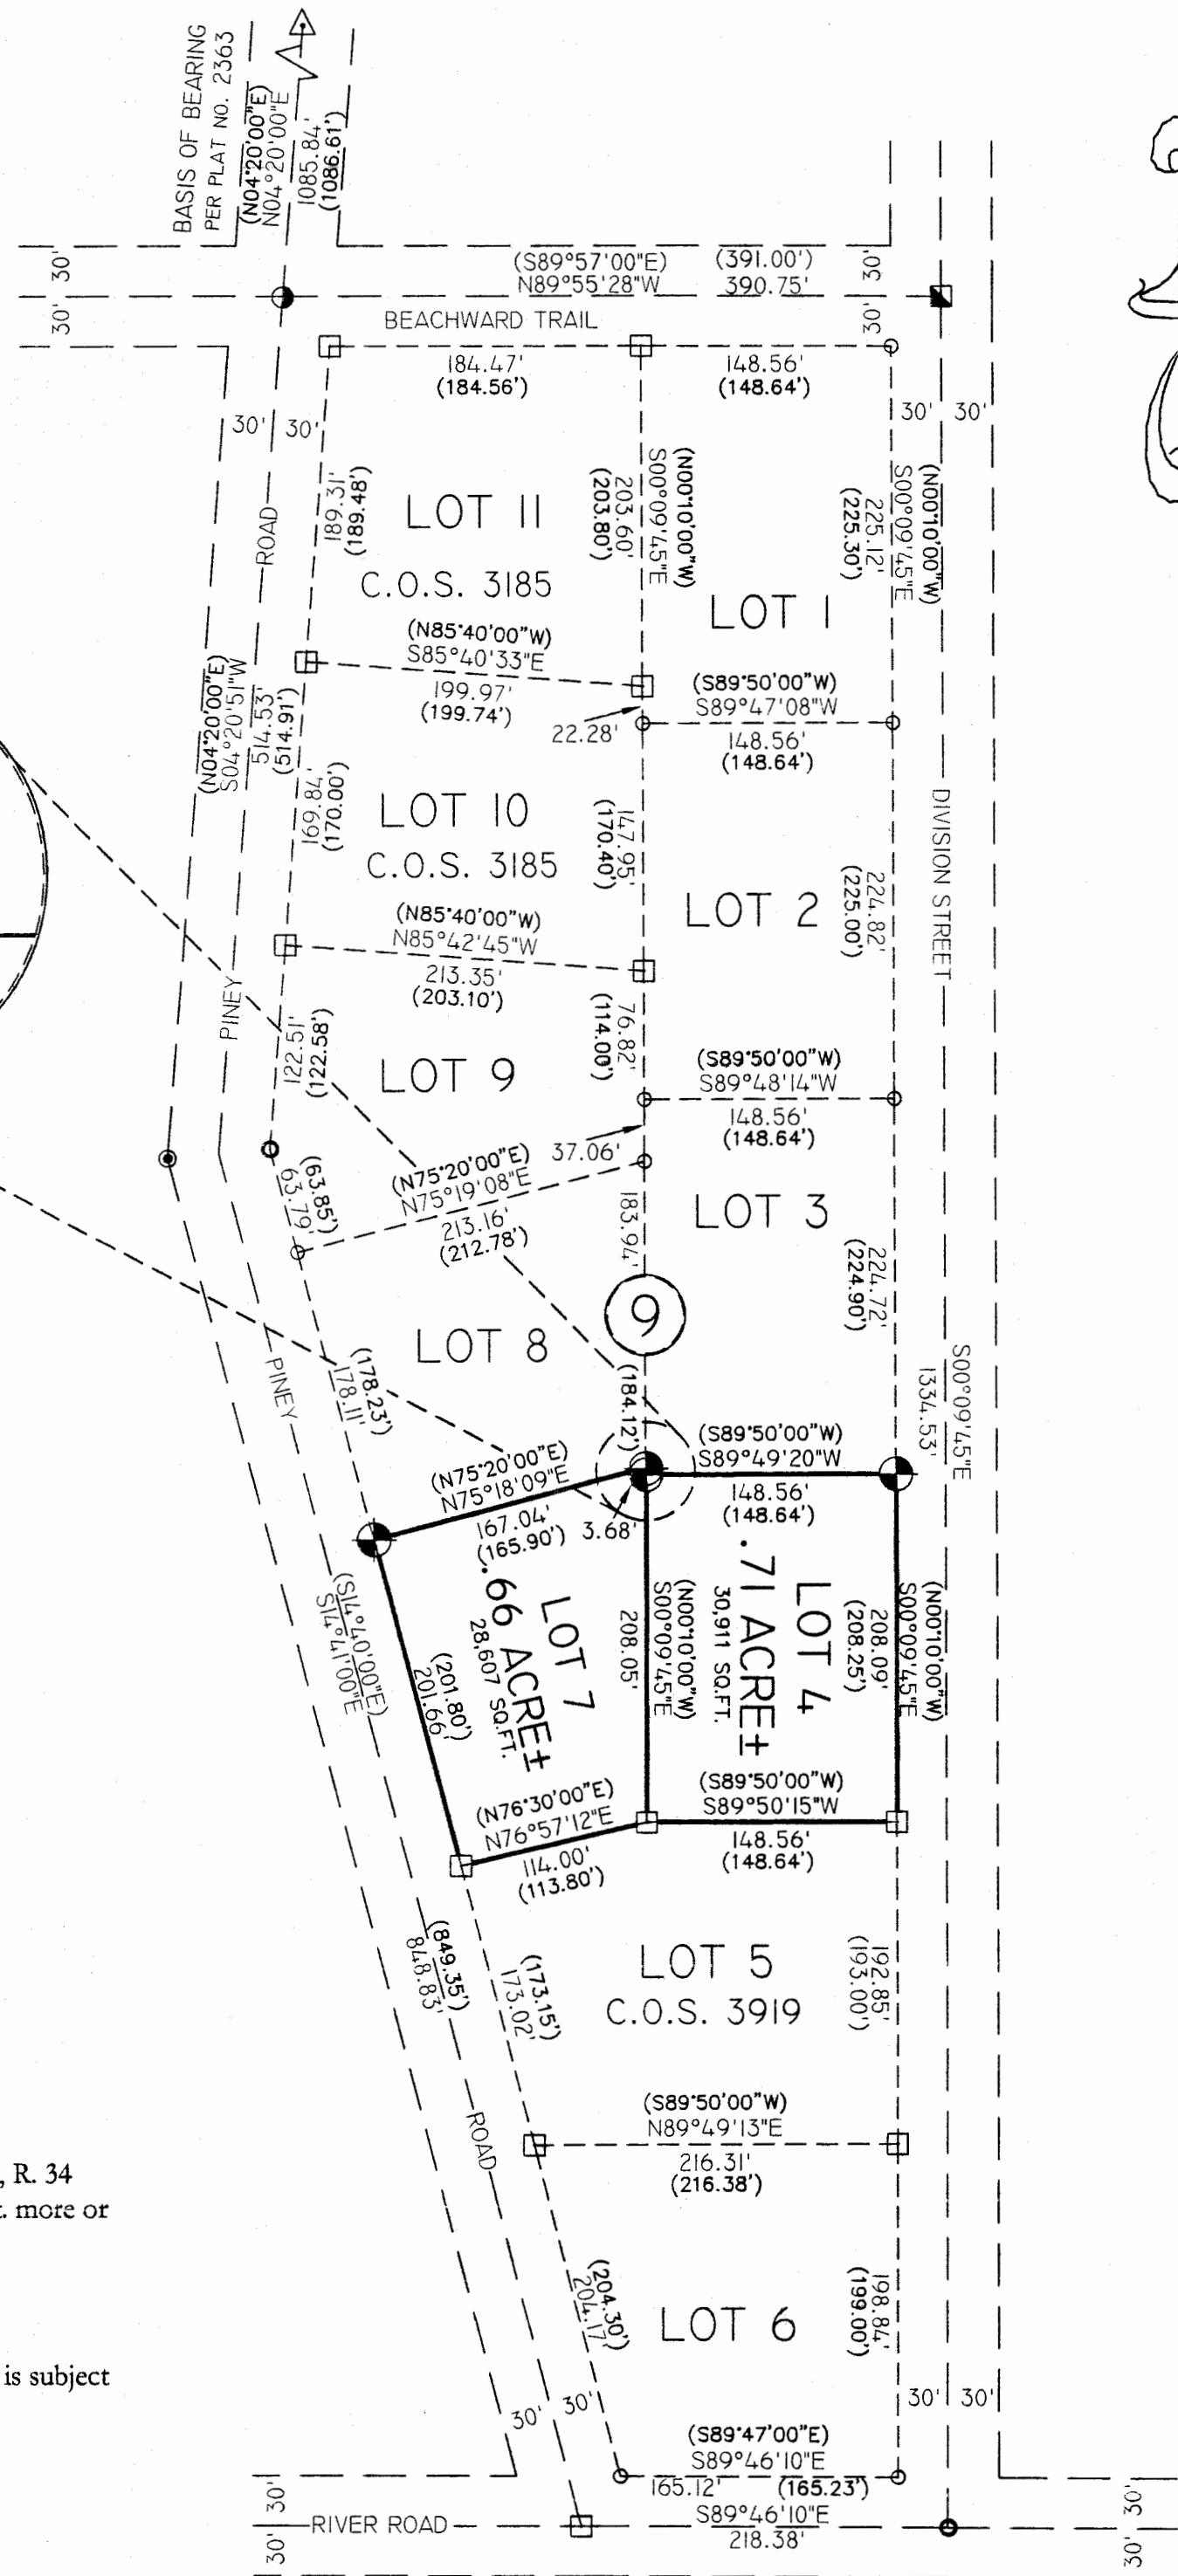 BASIS OF BEARING
PER PLAT NO. 2363
(N04°20'00"E)
N04°20'00"E
1085.84'
(1086.61')
30'
30'
(S89°57'00"E) (391.00')
N89°55'28"W 390.75'
30'
30'
BEACHWARD TRAIL
184.47'
(184.56')
148.56'
(148.64')
30' 30'
30' 30'
ROAD
189.31'
(189.48')
LOT 11
C.O.S. 3185
(N00°10'00"W)
S00°09'45"E
203.60'
(203.80')
(N00°10'00"W)
S00°09'45"E
225.12'
(225.30')
LOT 1
(N85°40'00"W)
S85°40'33"E
199.97'
(199.74')
22.28'
(S89°50'00"W)
S89°47'08"W
148.56'
(148.64')
(N04°20'00"E)
S04°20'51"W
514.53'
(514.91')
169.84'
(170.00')
LOT 10
C.O.S. 3185
147.95'
(170.40')
LOT 2
224.82'
(225.00')
DIVISION STREET
(N85°40'00"W)
N85°42'45"W
213.35'
(203.10')
PINEY
122.51'
(122.58')
LOT 9
76.82'
(114.00')
(S89°50'00"W)
S89°48'14"W
148.56'
(148.64')
37.06'
(63.85')
63.79'
(N75°20'00"E)
N75°19'08"E
213.16'
(212.78')
183.94'
LOT 3
224.72'
(224.90')
9
LOT 8
PINEY
(178.23')
178.11'
(184.12')
S00°09'45"E
1334.53'
(S89°50'00"W)
S89°49'20"W
148.56'
(148.64')
(N75°20'00"E)
N75°18'09"E
167.04'
(165.90')
3.68'
(S14°40'00"E)
S14°41'00"E
(201.80')
201.66'
LOT 7
.66 ACRE±
28,607 SQ.FT.
208.05'
(N00°10'00"W)
S00°09'45"E
LOT 4
.71 ACRE±
30,911 SQ.FT.
208.09'
(208.25')
(N00°10'00"W)
S00°09'45"E
(N76°30'00"E)
N76°57'12"E
114.00'
(113.80')
(S89°50'00"W)
S89°50'15"W
148.56'
(148.64')
(849.35')
848.83'
(173.15')
173.02'
LOT 5
C.O.S. 3919
192.85'
(193.00')
ROAD
(S89°50'00"W)
N89°49'13"E
216.31'
(216.38')
, R. 34
more or
(204.30')
204.17'
LOT 6
198.84'
(199.00')
is subject
30' 30'
30' 30'
(S89°47'00"E)
S89°46'10"E
165.12' (165.23')
30'
30'
RIVER ROAD
S89°46'10"E
218.38'
30'
30'